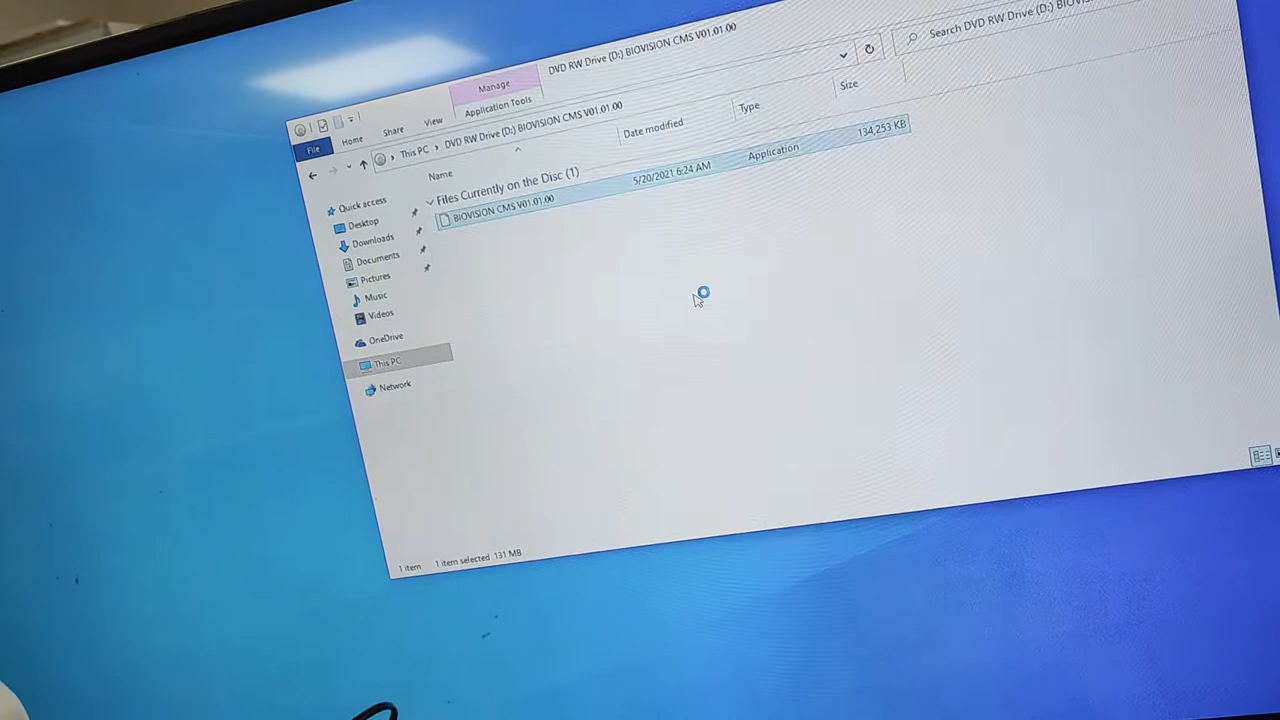 Manage
DVD RW Drive (D:) BIOVISION CMS V01.01.00
File
Home
Share
View
Application Tools
This PC > DVD RW Drive (D:) BIOVISION CMS V01.01.00
Search DVD RW Drive (D:)
Name
Date modified
Type
Size
Files Currently on the Disc (1)
BIOVISION CMS V01.01.00
5/20/2021 6:24 AM
Application
134,253 KB
Quick access
Desktop
Downloads
Documents
Pictures
Music
Videos
OneDrive
This PC
Network
1 item
1 item selected 131 MB